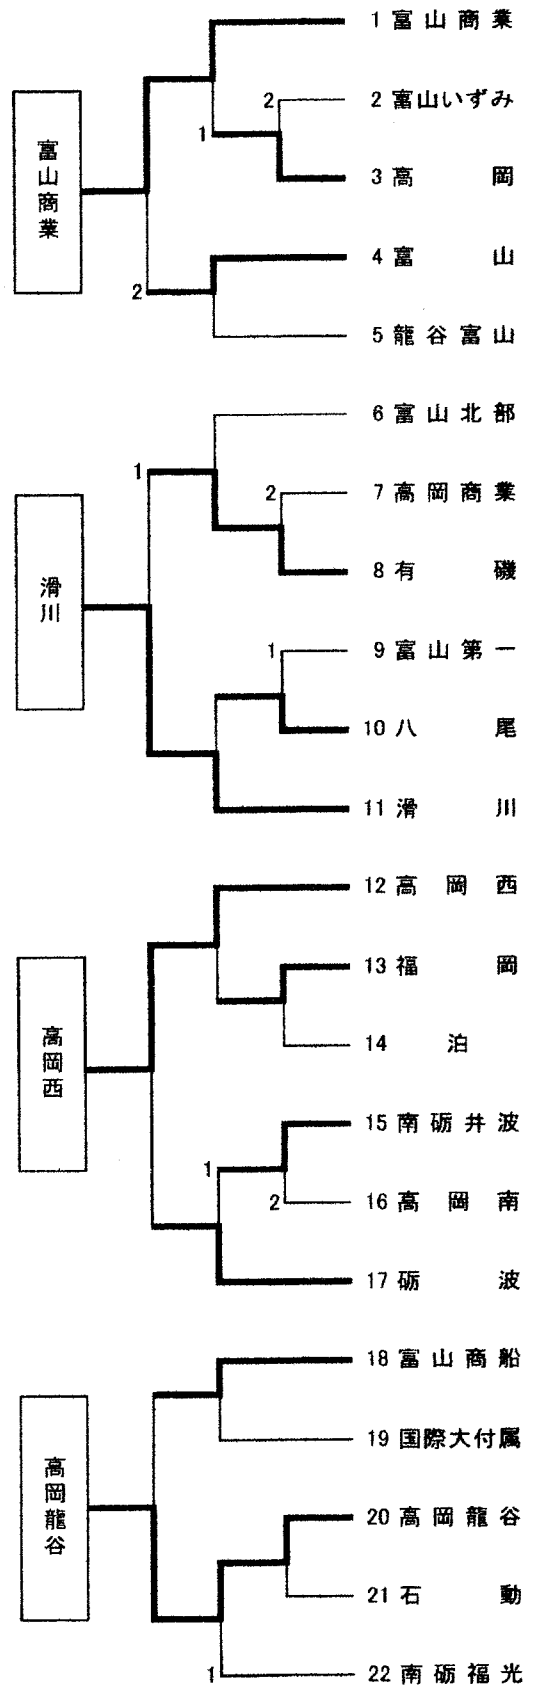 富山商業
1 富山商業
2
2 富山いずみ
1
3 高岡
4 富山
2
5 龍谷富山
滑川
6 富山北部
1
2
7 高岡商業
8 有磯
1
9 富山第一
10 八尾
11 滑川
高岡西
12 高岡西
13 福岡
14 泊
15 南砺井波
1
2
16 高岡南
17 砺波
高岡龍谷
18 富山商船
19 国際大付属
20 高岡龍谷
21 石動
1
22 南砺福光